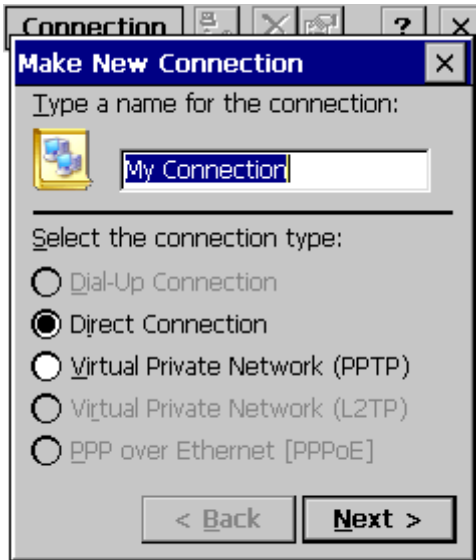 Connection ? ×
Make New Connection ×
Type a name for the connection:
My Connection
Select the connection type:
Dial-Up Connection
Direct Connection
Virtual Private Network (PPTP)
Virtual Private Network (L2TP)
PPP over Ethernet [PPPoE]
< Back Next >